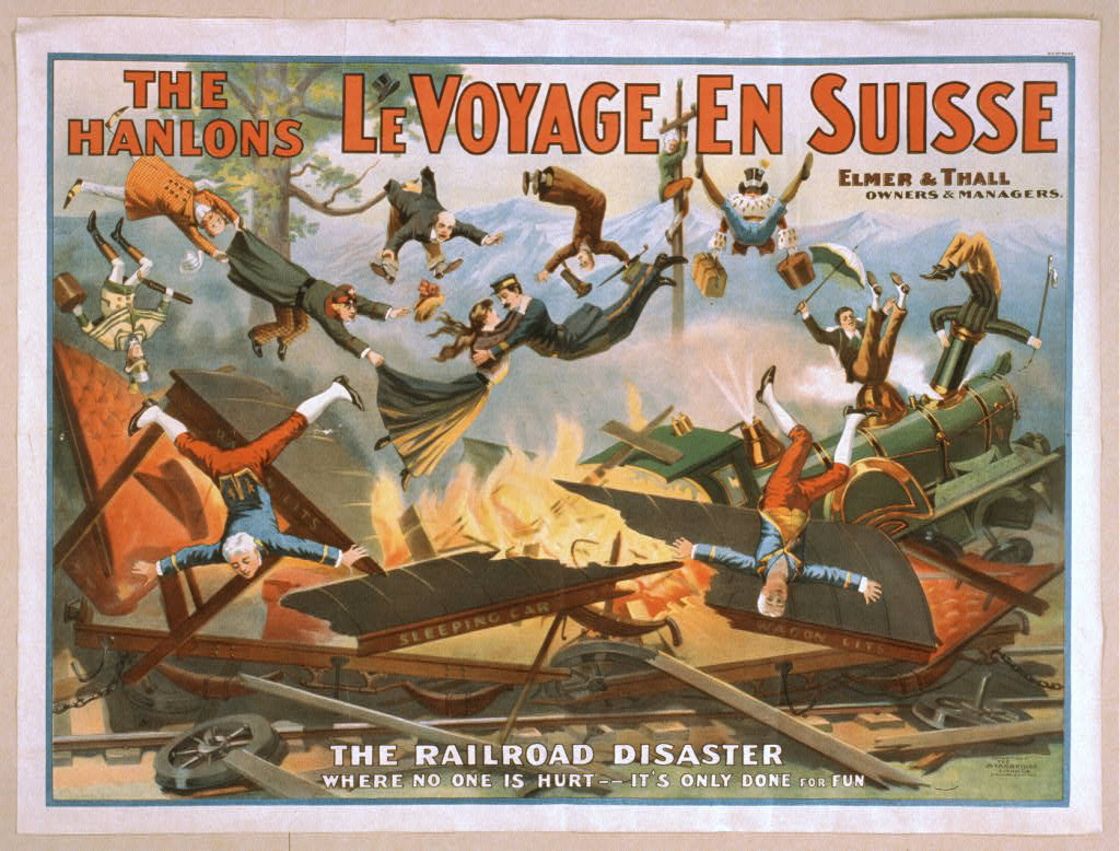 THE HANLONS
LE VOYAGE EN SUISSE
ELMER & THALL
OWNERS & MANAGERS.
SLEEPING CAR
WAGON LITS
THE RAILROAD DISASTER
WHERE NO ONE IS HURT -- IT'S ONLY DONE FOR FUN
THE